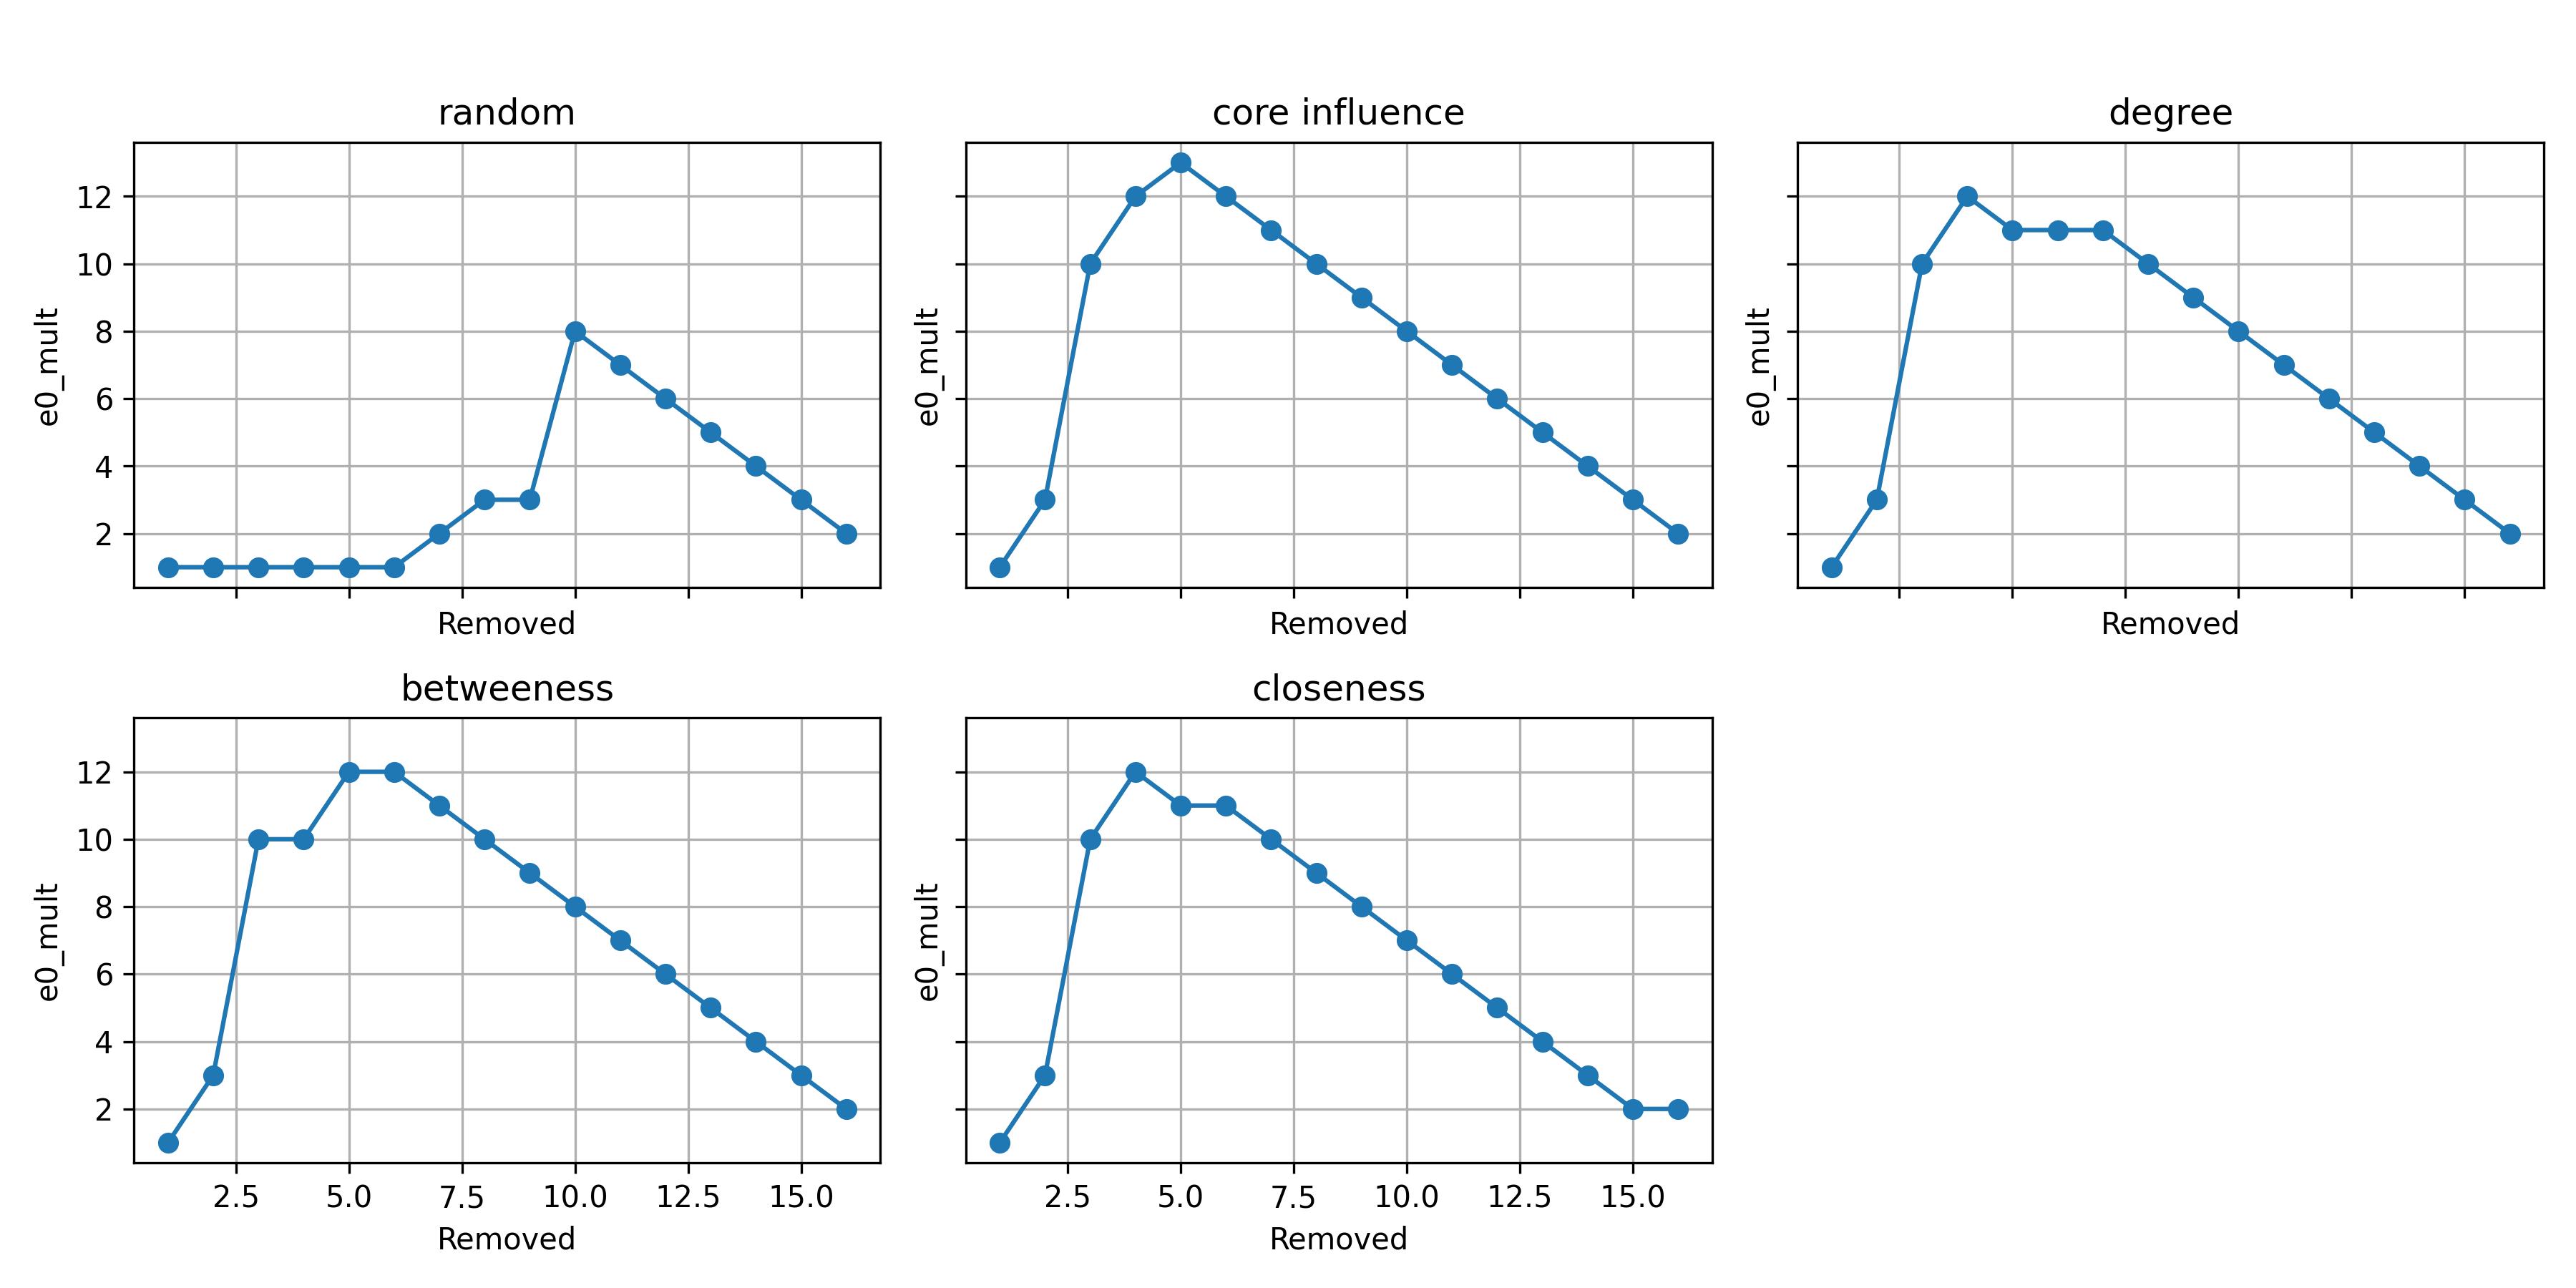 random
12
10
8
6
4
2
e0_mult
Removed
core influence
e0_mult
Removed
degree
e0_mult
Removed
betweeness
12
10
8
6
4
2
e0_mult
2.5 5.0 7.5 10.0 12.5 15.0
Removed
closeness
e0_mult
2.5 5.0 7.5 10.0 12.5 15.0
Removed